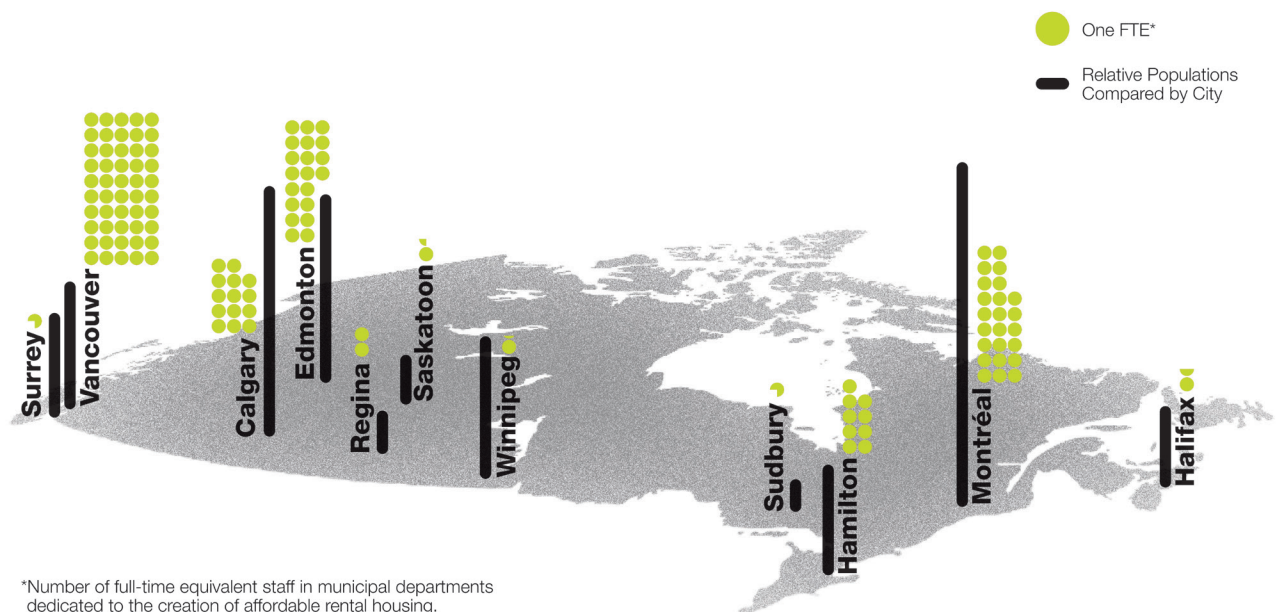 One FTE*
Relative Populations
Compared by City
Surrey
Vancouver
Calgary
Edmonton
Regina
Saskatoon
Winnipeg
Sudbury
Hamilton
Montréal
Halifax
*Number of full-time equivalent staff in municipal departments
dedicated to the creation of affordable rental housing.